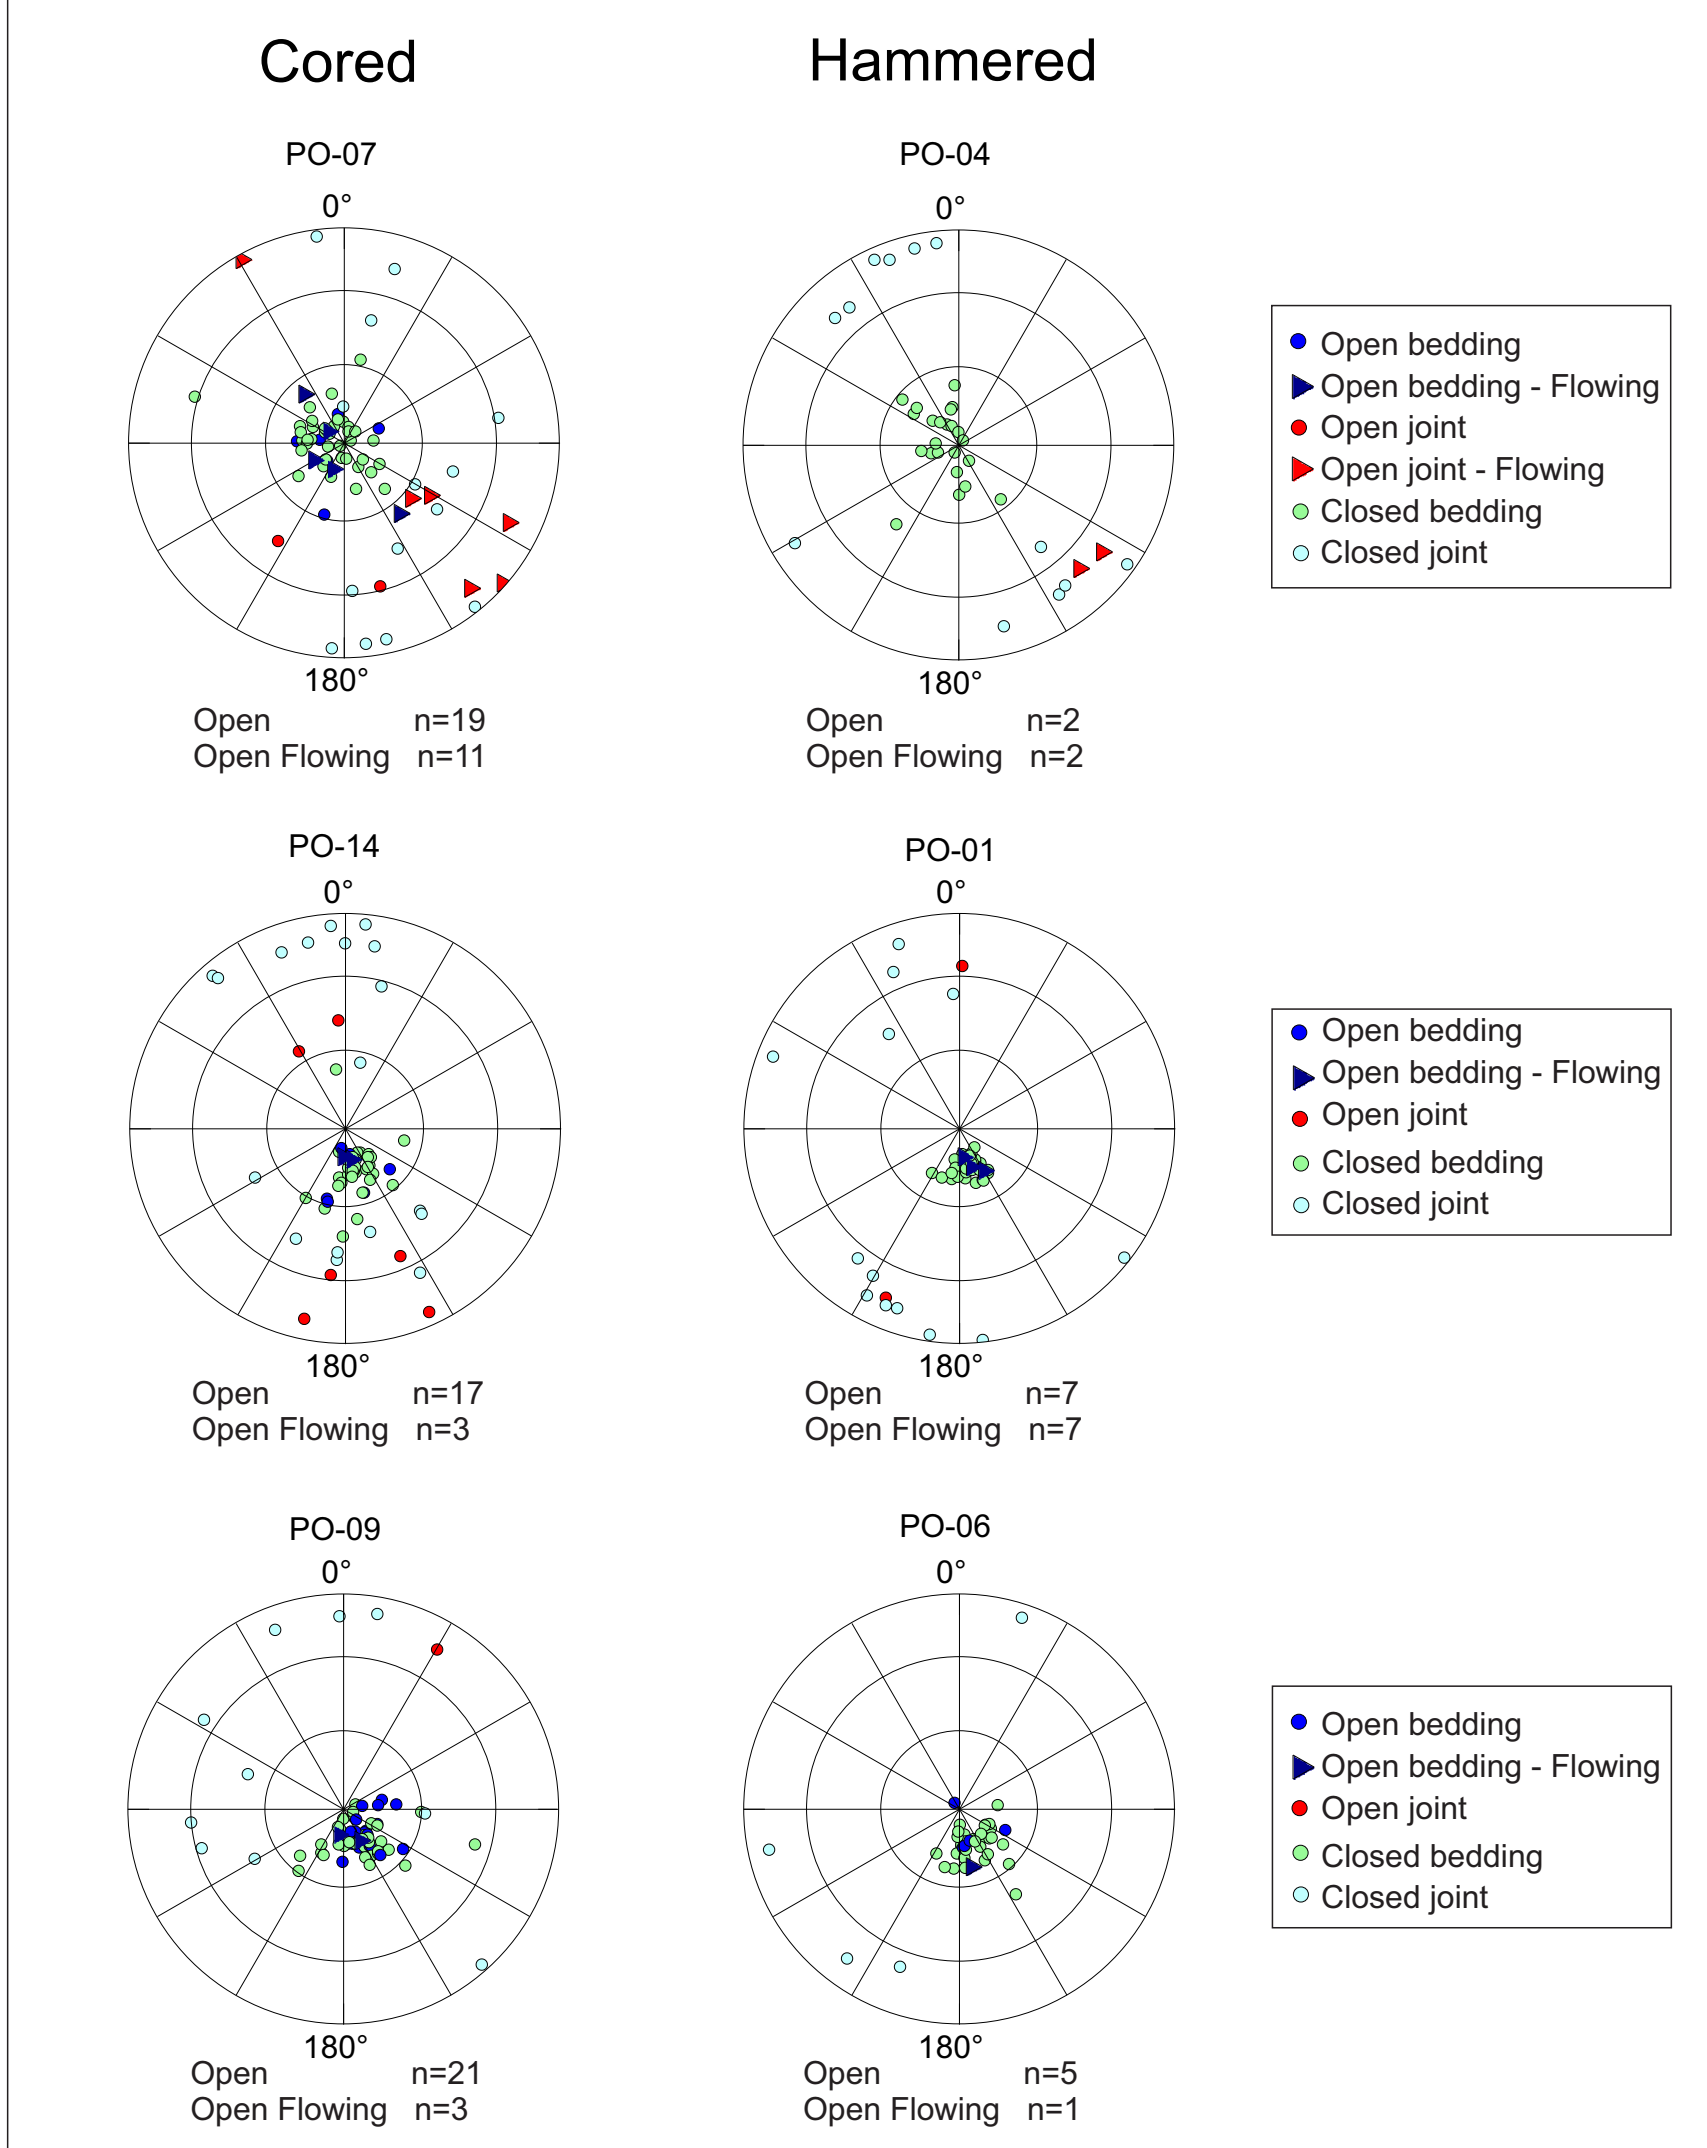 Cored
Hammered
PO-07
PO-04
0°
0°
Open bedding
Open bedding - Flowing
Open joint
Open joint - Flowing
Closed bedding
Closed joint
180°
180°
Open n=19
Open Flowing n=11
Open n=2
Open Flowing n=2
PO-14
PO-01
0°
0°
Open bedding
Open bedding - Flowing
Open joint
Closed bedding
Closed joint
180°
180°
Open n=17
Open Flowing n=3
Open n=7
Open Flowing n=7
PO-09
PO-06
0°
0°
Open bedding
Open bedding - Flowing
Open joint
Closed bedding
Closed joint
180°
180°
Open n=21
Open Flowing n=3
Open n=5
Open Flowing n=1